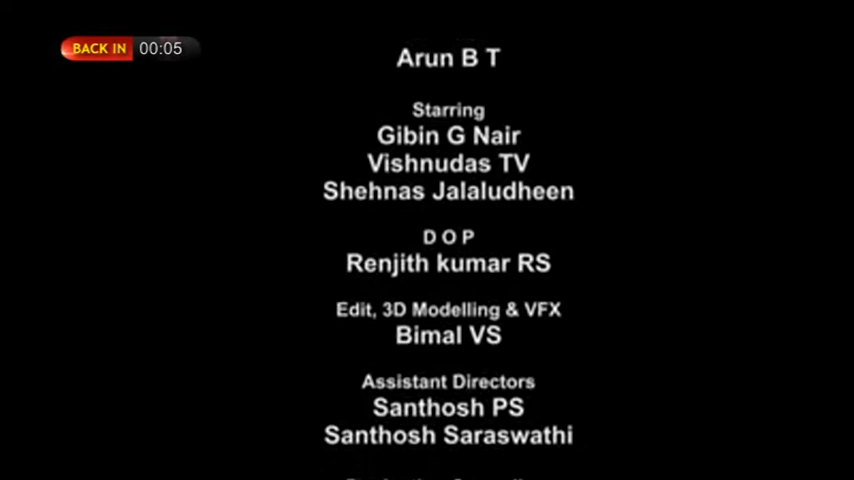 BACK IN 00:05
Arun B T
Starring
Gibin G Nair
Vishnudas TV
Shehnas Jalaludheen
D O P
Renjith kumar RS
Edit, 3D Modelling & VFX
Bimal VS
Assistant Directors
Santhosh PS
Santhosh Saraswathi